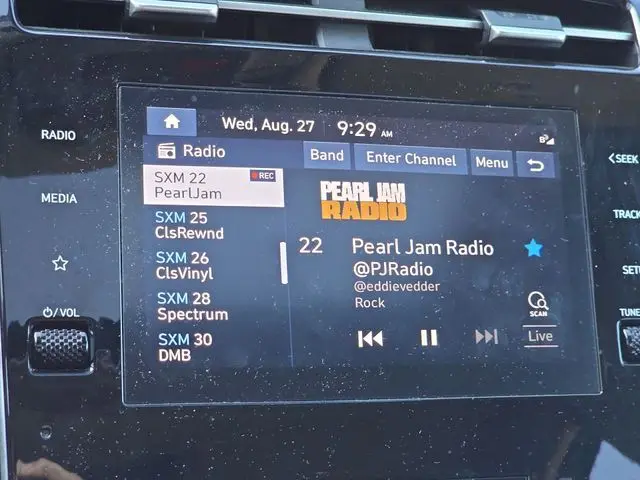 RADIO
MEDIA
⏻/VOL
Wed, Aug. 27 9:29 AM
Radio
Band
Enter Channel
Menu
SXM 22 REC
PearlJam
SXM 25
ClsRewnd
SXM 26
ClsVinyl
SXM 28
Spectrum
SXM 30
DMB
PEARL JAM
RADIO
22 Pearl Jam Radio
@PJRadio
@eddievedder
Rock
SCAN
Live
<SEEK
TRACK
SET
TUNE